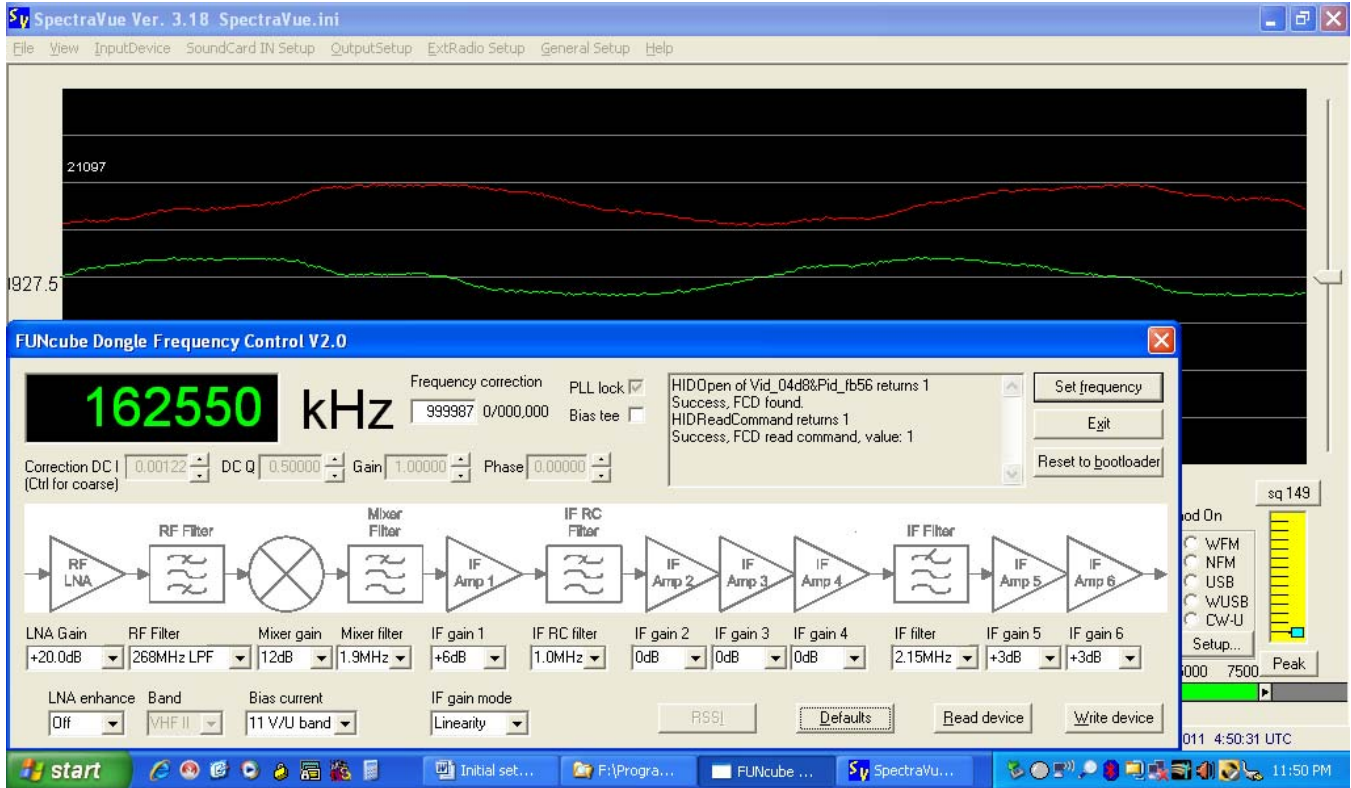 SpectraVue Ver. 3.18 SpectraVue.ini
File View InputDevice SoundCard IN Setup OutputSetup ExtRadio Setup General Setup Help
21097
927.5
FUNcube Dongle Frequency Control V2.0
162550 kHz
Frequency correction
999987 0/000,000
PLL lock
Bias tee
HIDOpen of Vid_04d8&Pid_fb56 returns 1
Success, FCD found.
HIDReadCommand returns 1
Success, FCD read command, value: 1
Set frequency
Exit
Reset to bootloader
Correction DC I 0.00122 DC Q 0.50000 Gain 1.00000 Phase 0.00000
(Ctrl for coarse)
RF Filter Mixer Filter IF RC Filter IF Filter
RF LNA IF Amp 1 IF Amp 2 IF Amp 3 IF Amp 4 IF Amp 5 IF Amp 6
LNA Gain RF Filter Mixer gain Mixer filter IF gain 1 IF RC filter IF gain 2 IF gain 3 IF gain 4 IF filter IF gain 5 IF gain 6
+20.0dB 268MHz LPF 12dB 1.9MHz +6dB 1.0MHz 0dB 0dB 0dB 2.15MHz +3dB +3dB
LNA enhance Band Bias current IF gain mode
Off VHF II 11 V/U band Linearity RSSI Defaults Read device Write device
sq 149
od On
WFM
NFM
USB
WUSB
CW-U
Setup...
Peak
000 7500
011 4:50:31 UTC
start Initial set... F:\Progra... FUNcube ... SpectraVu... 11:50 PM